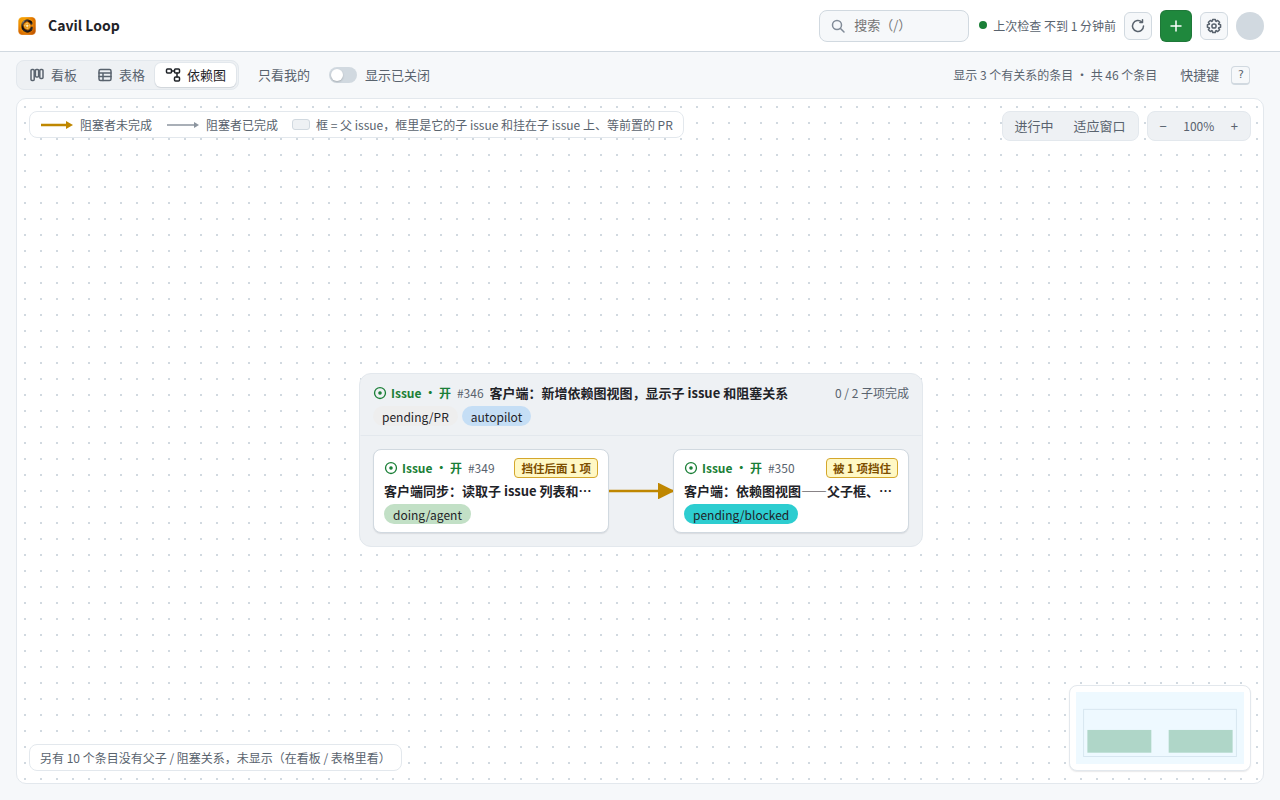 Cavil Loop
搜索（/）
上次检查 不到 1 分钟前
看板
表格
依赖图
只看我的
显示已关闭
显示 3 个有关系的条目 · 共 46 个条目
快捷键 ?
阻塞者未完成
阻塞者已完成
框 = 父 issue，框里是它的子 issue 和挂在子 issue 上、等前置的 PR
进行中
适应窗口
− 100% +
Issue · 开 #346 客户端：新增依赖图视图，显示子 issue 和阻塞关系
0 / 2 子项完成
pending/PR
autopilot
Issue · 开 #349
挡住后面 1 项
客户端同步：读取子 issue 列表和…
doing/agent
Issue · 开 #350
被 1 项挡住
客户端：依赖图视图——父子框、…
pending/blocked
另有 10 个条目没有父子 / 阻塞关系，未显示（在看板 / 表格里看）